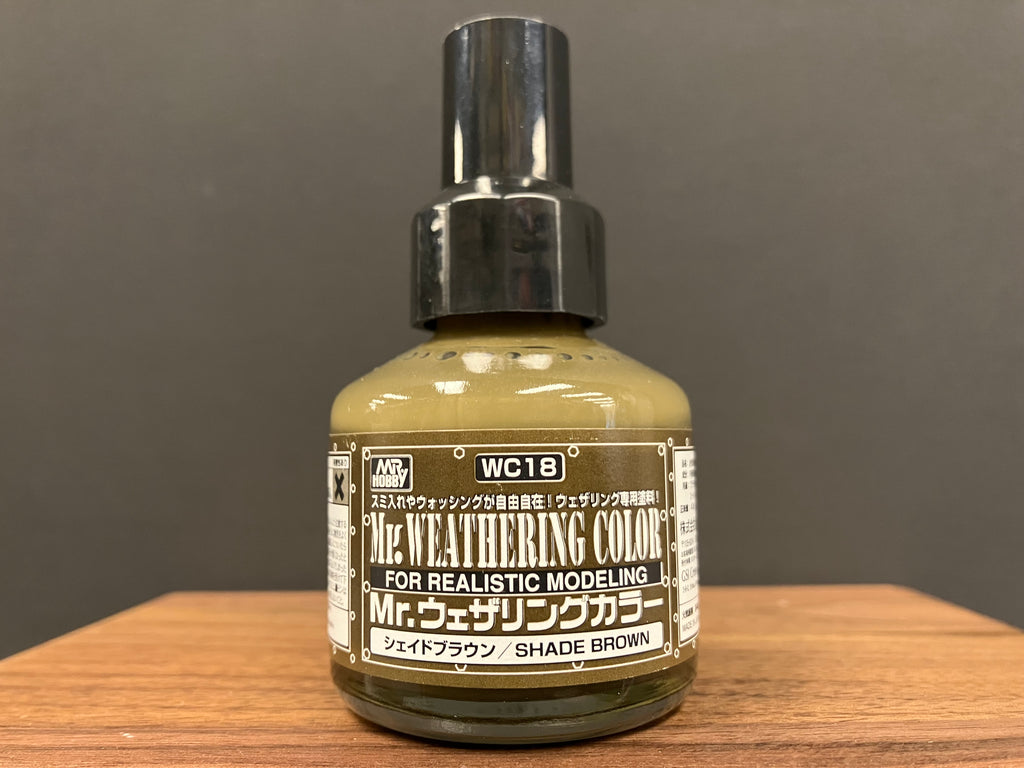 MR HOBBY
WC18
スミ入れやウォッシングが自由自在!ウェザリング専用塗料!
Mr. WEATHERING COLOR
FOR REALISTIC MODELING
Mr.ウェザリングカラー
シェイドブラウン/SHADE BROWN